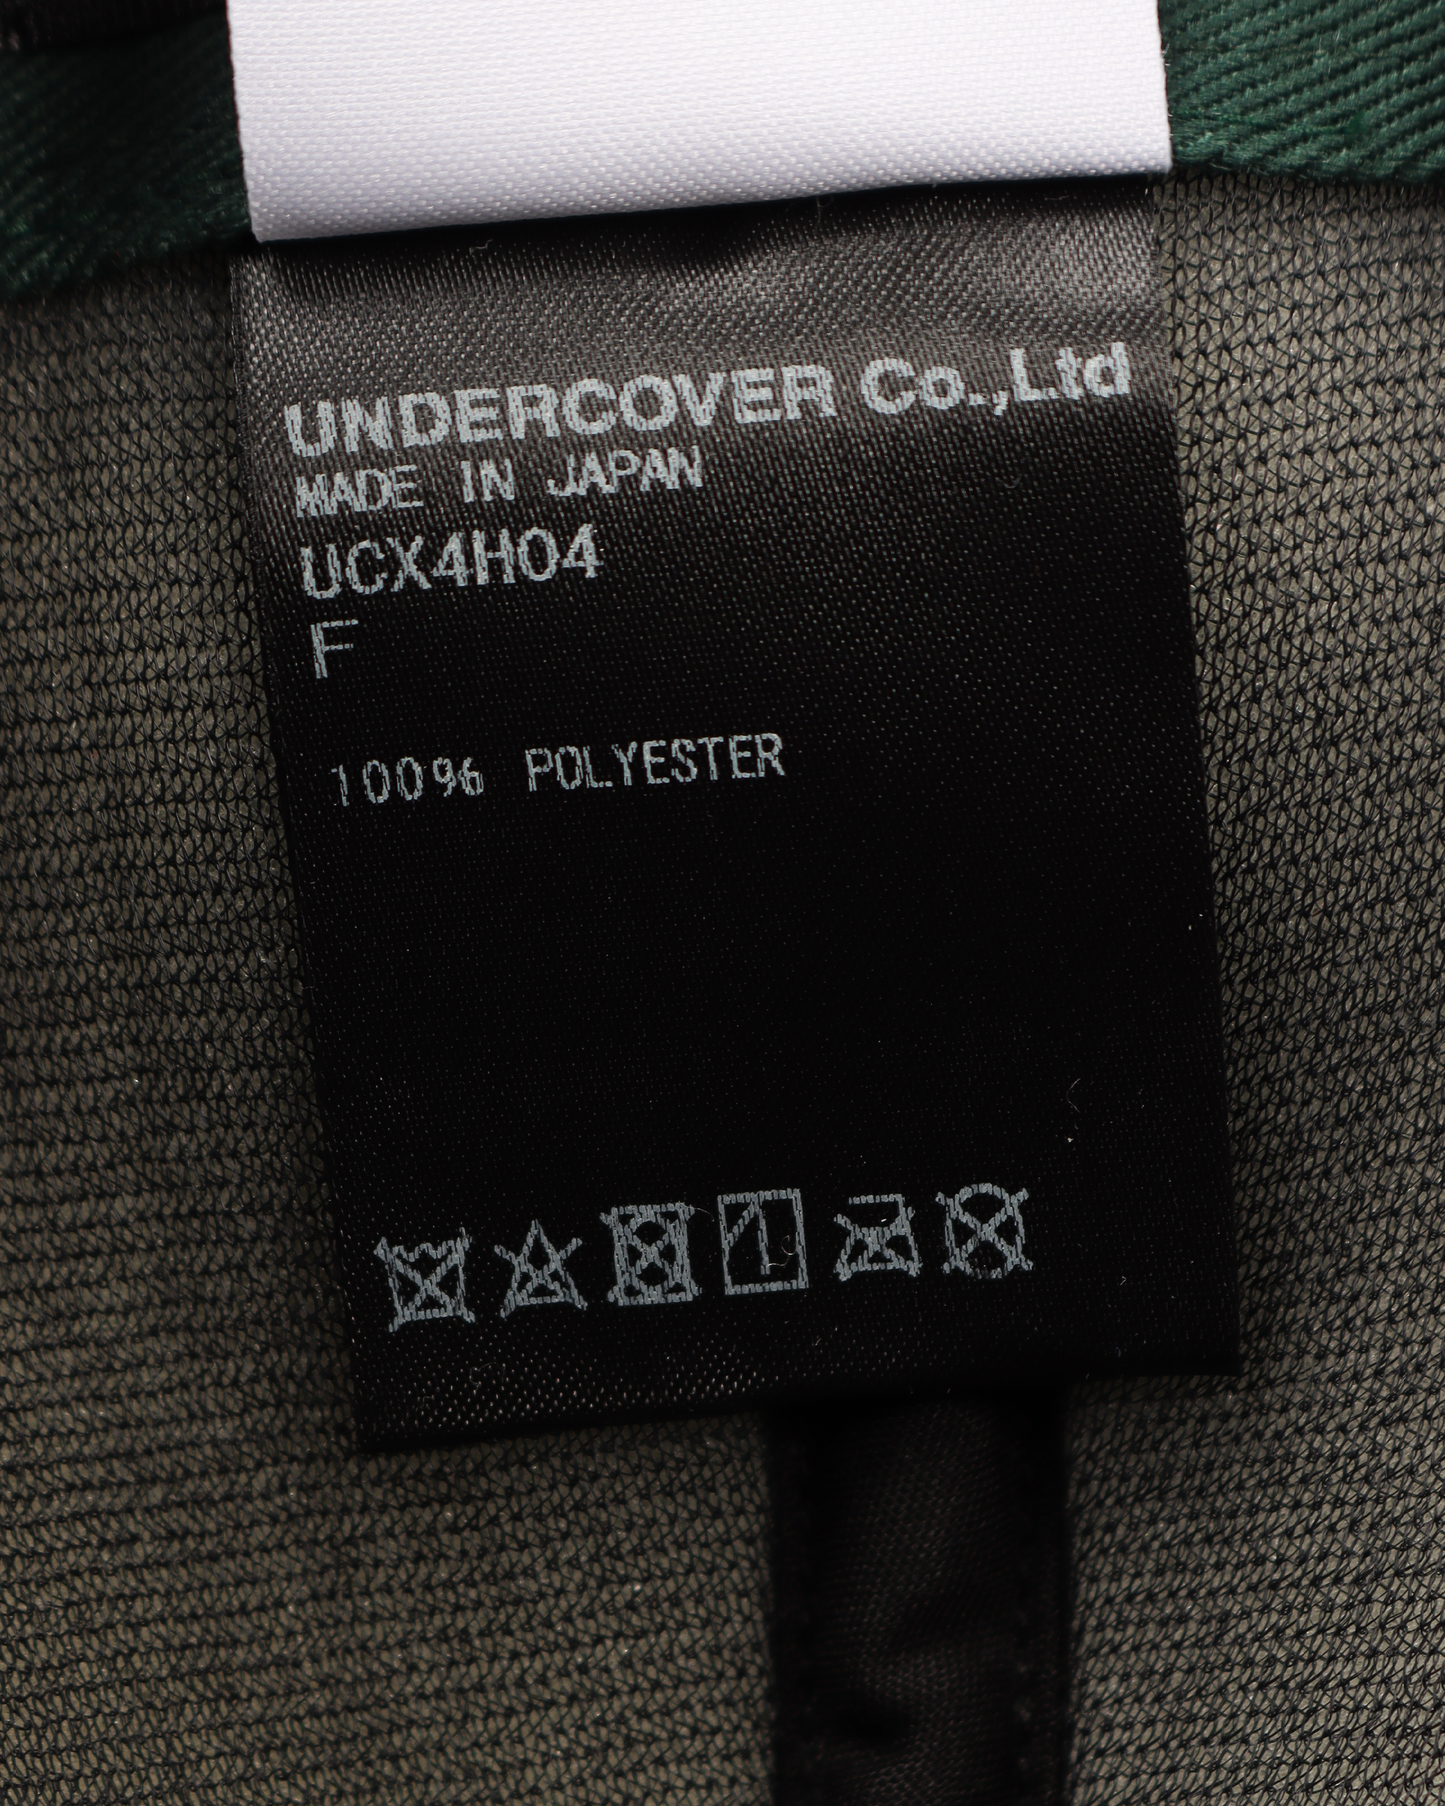 UNDERCOVER Co.,Ltd
MADE IN JAPAN
UCX4H04
F
100% POLYESTER